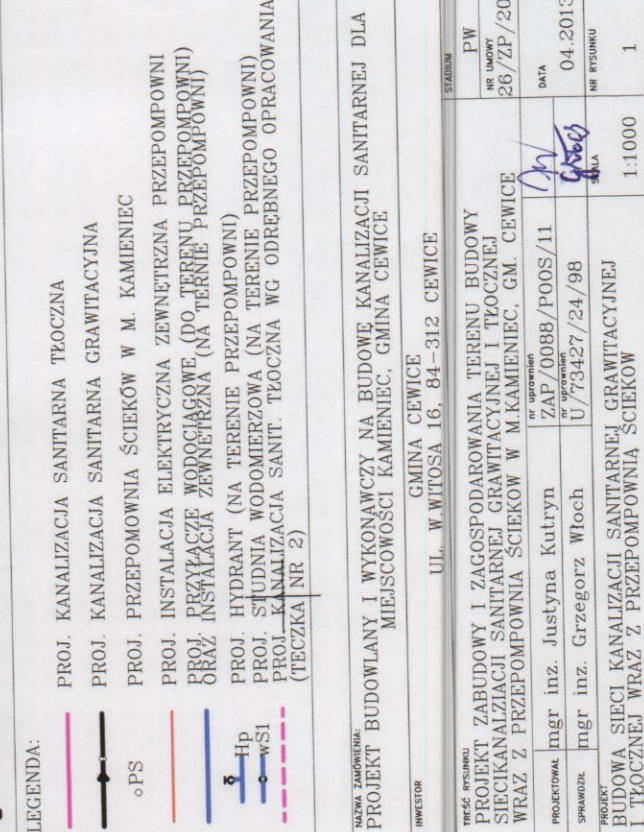 LEGENDA:
PROJ. KANALIZACJA SANITARNA TŁOCZNA
PROJ. KANALIZACJA SANITARNA GRAWITACYJNA
PS PROJ. PRZEPOMOWNIA ŚCIEKÓW W M. KAMIENIEC
PROJ. INSTALACJA ELEKTRYCZNA ZEWNĘTRZNA PRZEPOMPOWNI
PROJ. PRZYŁĄCZE WODOCIĄGOWE (DO TERENU PRZEPOMPOWNI)
ORAZ INSTALACJA ZEWNĘTRZNA (NA TERNIE PRZEPOMPOWNI)
Hp PROJ. HYDRANT (NA TERENIE PRZEPOMPOWNI)
wS1 PROJ. STUDNIA WODOMIERZOWA (NA TERENIE PRZEPOMPOWNI)
PROJ. KANALIZACJA SANIT. TŁOCZNA WG ODRĘBNEGO OPRACOWANIA
(TECZKA NR 2)
NAZWA ZAMÓWIENIA:
PROJEKT BUDOWLANY I WYKONAWCZY NA BUDOWĘ KANALIZACJI SANITARNEJ DLA
MIEJSCOWOŚCI KAMIENIEC, GMINA CEWICE
INWESTOR
GMINA CEWICE
UL. W.WITOSA 16, 84-312 CEWICE
TREŚĆ RYSUNKU
PROJEKT ZABUDOWY I ZAGOSPODAROWANIA TERENU BUDOWY
SIECIKANALZIACJI SANITARNEJ GRAWITACYJNEJ I TŁOCZNEJ
WRAZ Z PRZEPOMPOWNIA ŚCIEKOW W M.KAMIENIEC, GM. CEWICE
STADIUM
PW
NR UMOWY
26/ZP/20
PROJEKTOWAŁ mgr inż. Justyna Kutryn
nr uprawnien
ZAP/0088/POOS/11
DATA
04.2013
SPRAWDZIŁ mgr inż. Grzegorz Włoch
nr uprawnien
U/73427/24/98
PROJEKT
BUDOWA SIECI KANALIZACJI SANITARNEJ GRAWITACYJNEJ
I TŁOCZNEJ WRAZ Z PRZEPOMPOWNIĄ ŚCIEKÓW
SKALA
1:1000
NR RYSUNKU
1